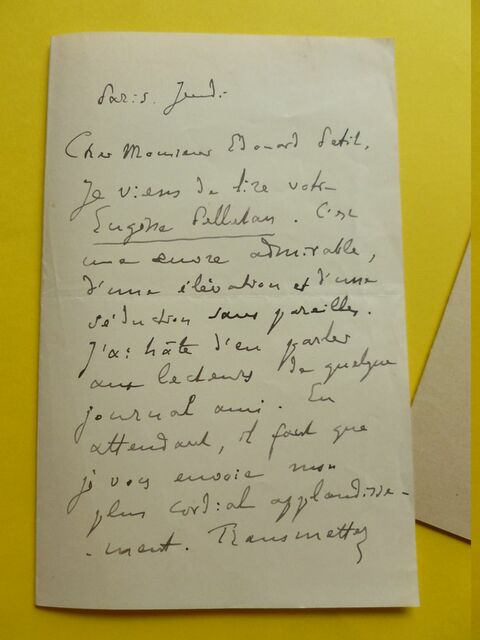 Paris. Jeudi
Cher Monsieur Edouard Petit,
Je viens de lire votre
Eugène Pelletan. C'est
une œuvre admirable,
d'une élévation et d'une
séduction sans pareilles.
J'ai hâte d'en parler
aux lecteurs de quelque
journal ami. En
attendant, il faut que
je vous envoie mon
plus cordial applaudisse-
-ment. Transmettez